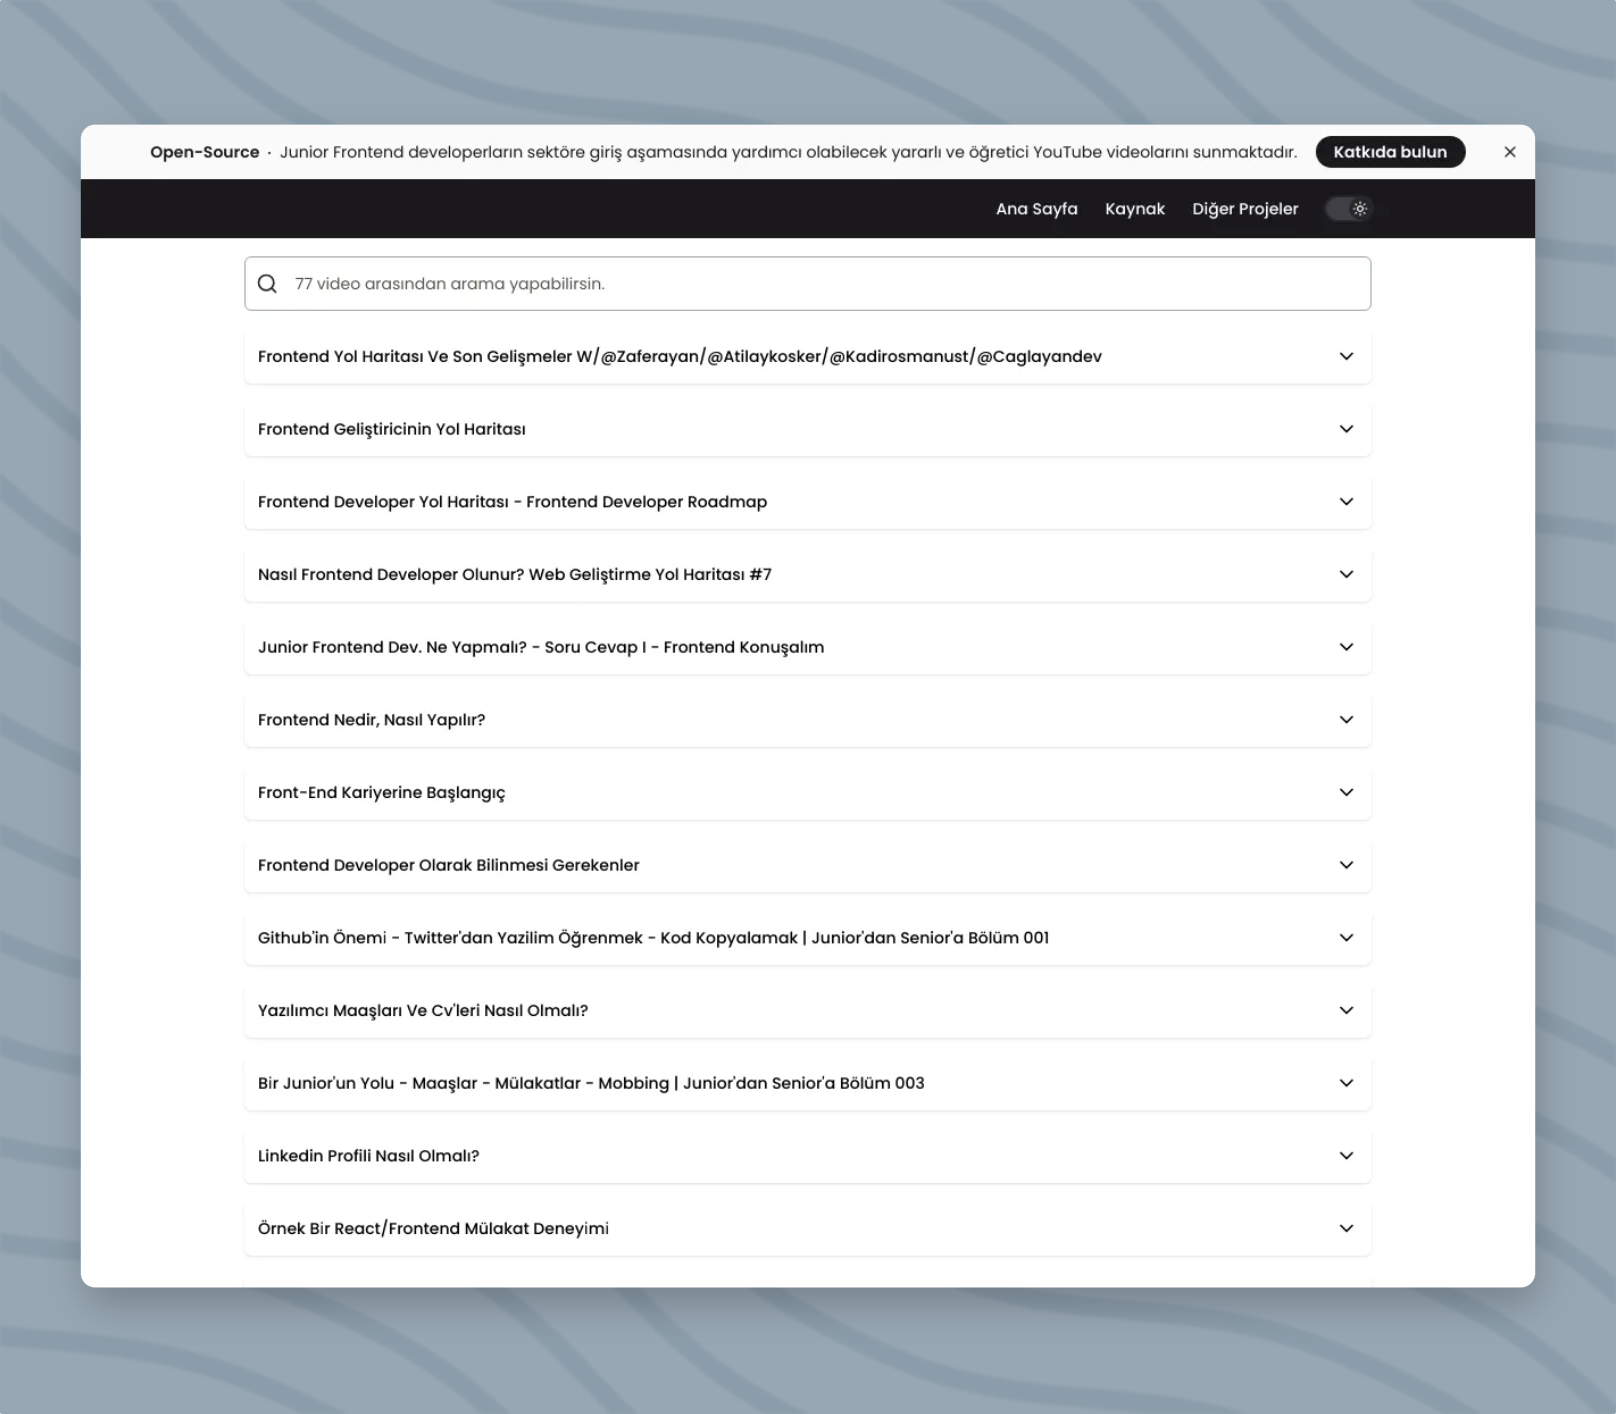 Open-Source · Junior Frontend developerların sektöre giriş aşamasında yardımcı olabilecek yararlı ve öğretici YouTube videolarını sunmaktadır. Katkıda bulun
Ana Sayfa Kaynak Diğer Projeler
77 video arasından arama yapabilirsin.
Frontend Yol Haritası Ve Son Gelişmeler W/@Zaferayan/@Atilaykosker/@Kadirosmanust/@Caglayandev
Frontend Geliştiricinin Yol Haritası
Frontend Developer Yol Haritası - Frontend Developer Roadmap
Nasıl Frontend Developer Olunur? Web Geliştirme Yol Haritası #7
Junior Frontend Dev. Ne Yapmalı? - Soru Cevap I - Frontend Konuşalım
Frontend Nedir, Nasıl Yapılır?
Front-End Kariyerine Başlangıç
Frontend Developer Olarak Bilinmesi Gerekenler
Github'in Önemi - Twitter'dan Yazilim Öğrenmek - Kod Kopyalamak | Junior'dan Senior'a Bölüm 001
Yazılımcı Maaşları Ve Cv'leri Nasıl Olmalı?
Bir Junior'un Yolu - Maaşlar - Mülakatlar - Mobbing | Junior'dan Senior'a Bölüm 003
Linkedin Profili Nasıl Olmalı?
Örnek Bir React/Frontend Mülakat Deneyimi